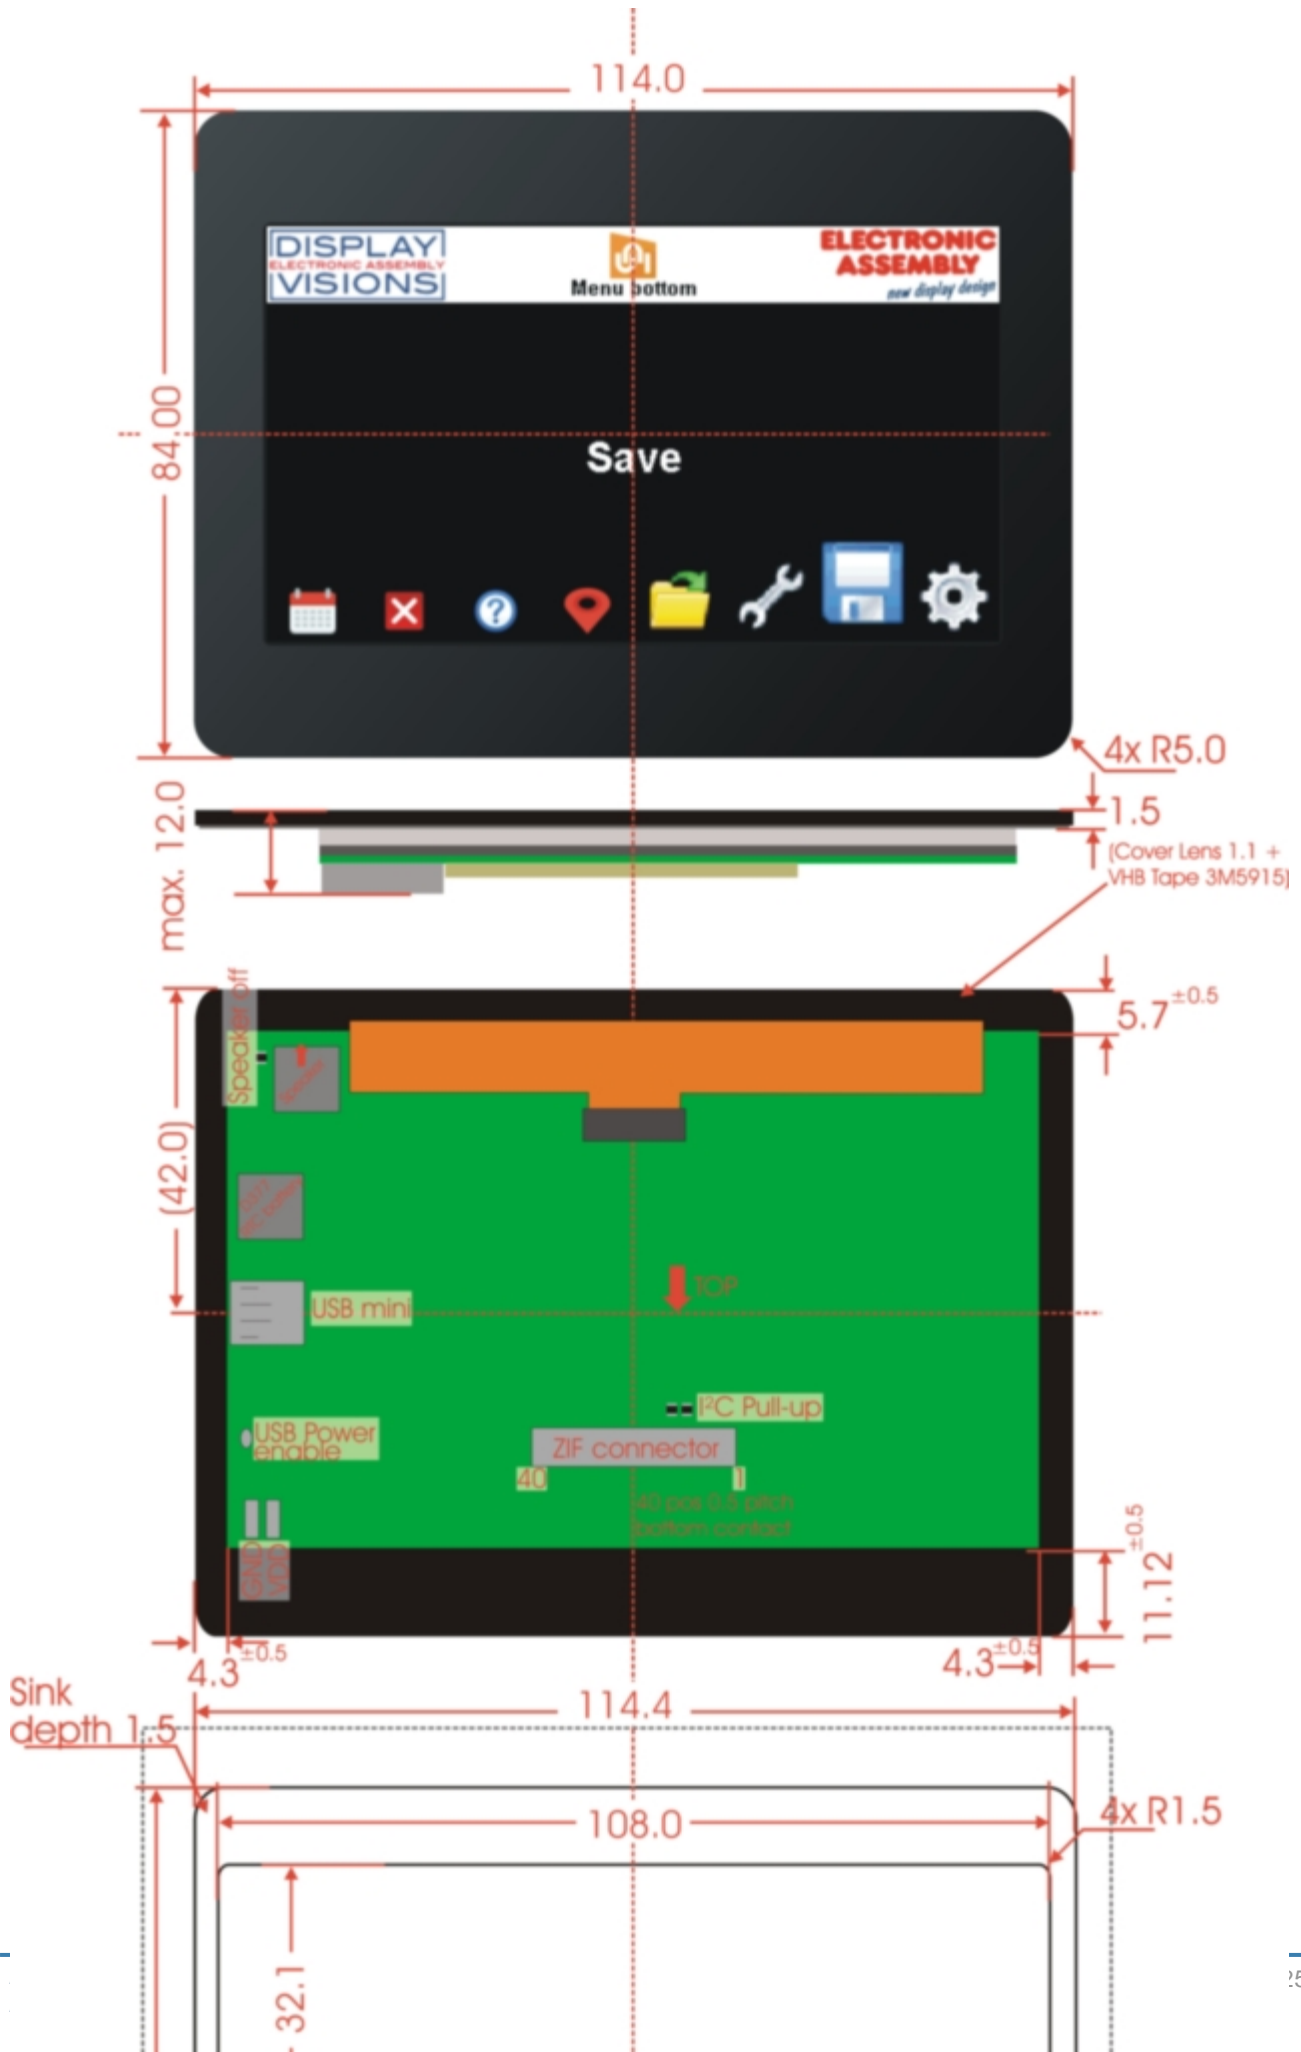 114.0
84.00
DISPLAY
ELECTRONIC ASSEMBLY
VISIONS
Menu bottom
ELECTRONIC
ASSEMBLY
new display design
Save
4x R5.0
max. 12.0
1.5
(Cover Lens 1.1 +
VHB Tape 3M5915)
Speaker off
5.7 ±0.5
Speaker
(42.0)
TOP
USB mini
I²C Pull-up
USB Power
enable
ZIF connector
40 1
40 pos 0.5 pitch
bottom contact
GND
VDD
11.12 ±0.5
4.3 ±0.5
4.3 ±0.5
Sink
depth 1.5
114.4
108.0
4x R1.5
32.1
25